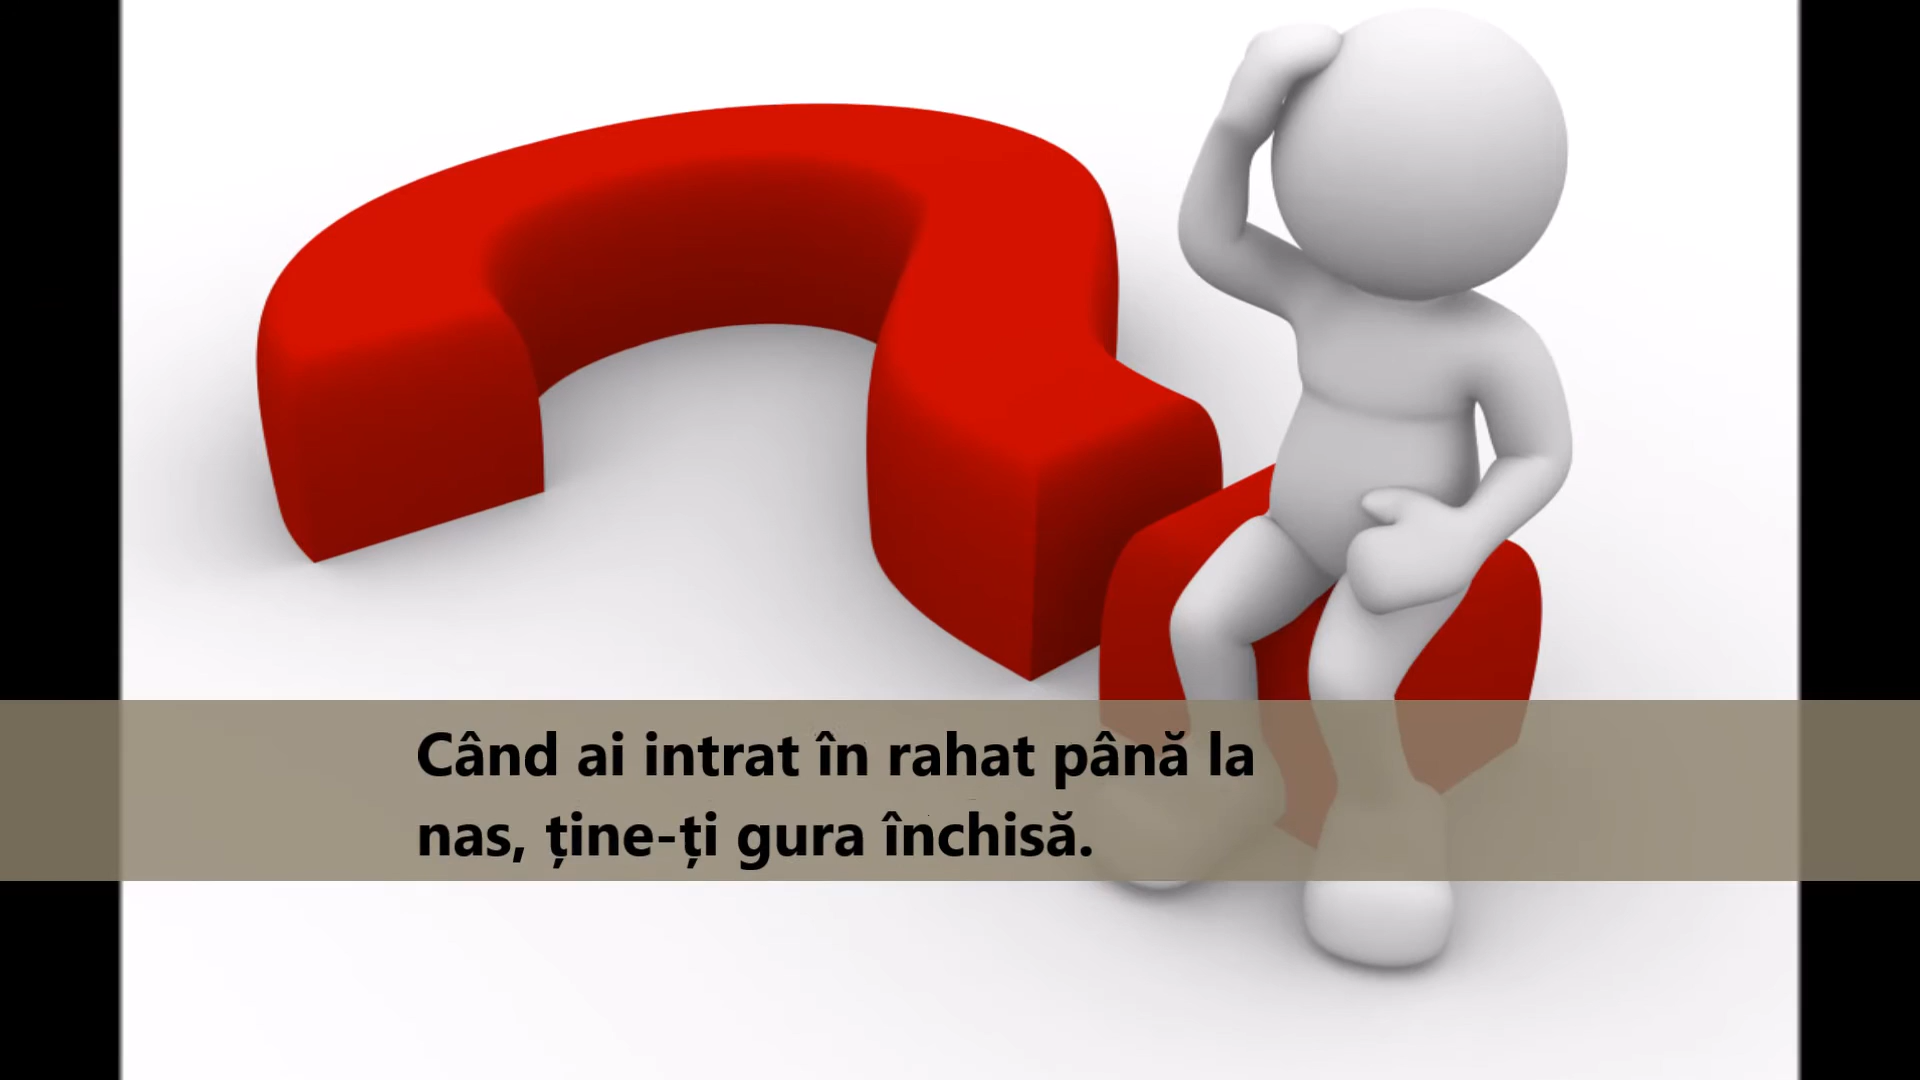 Când ai intrat în rahat până la
nas, ține-ți gura închisă.